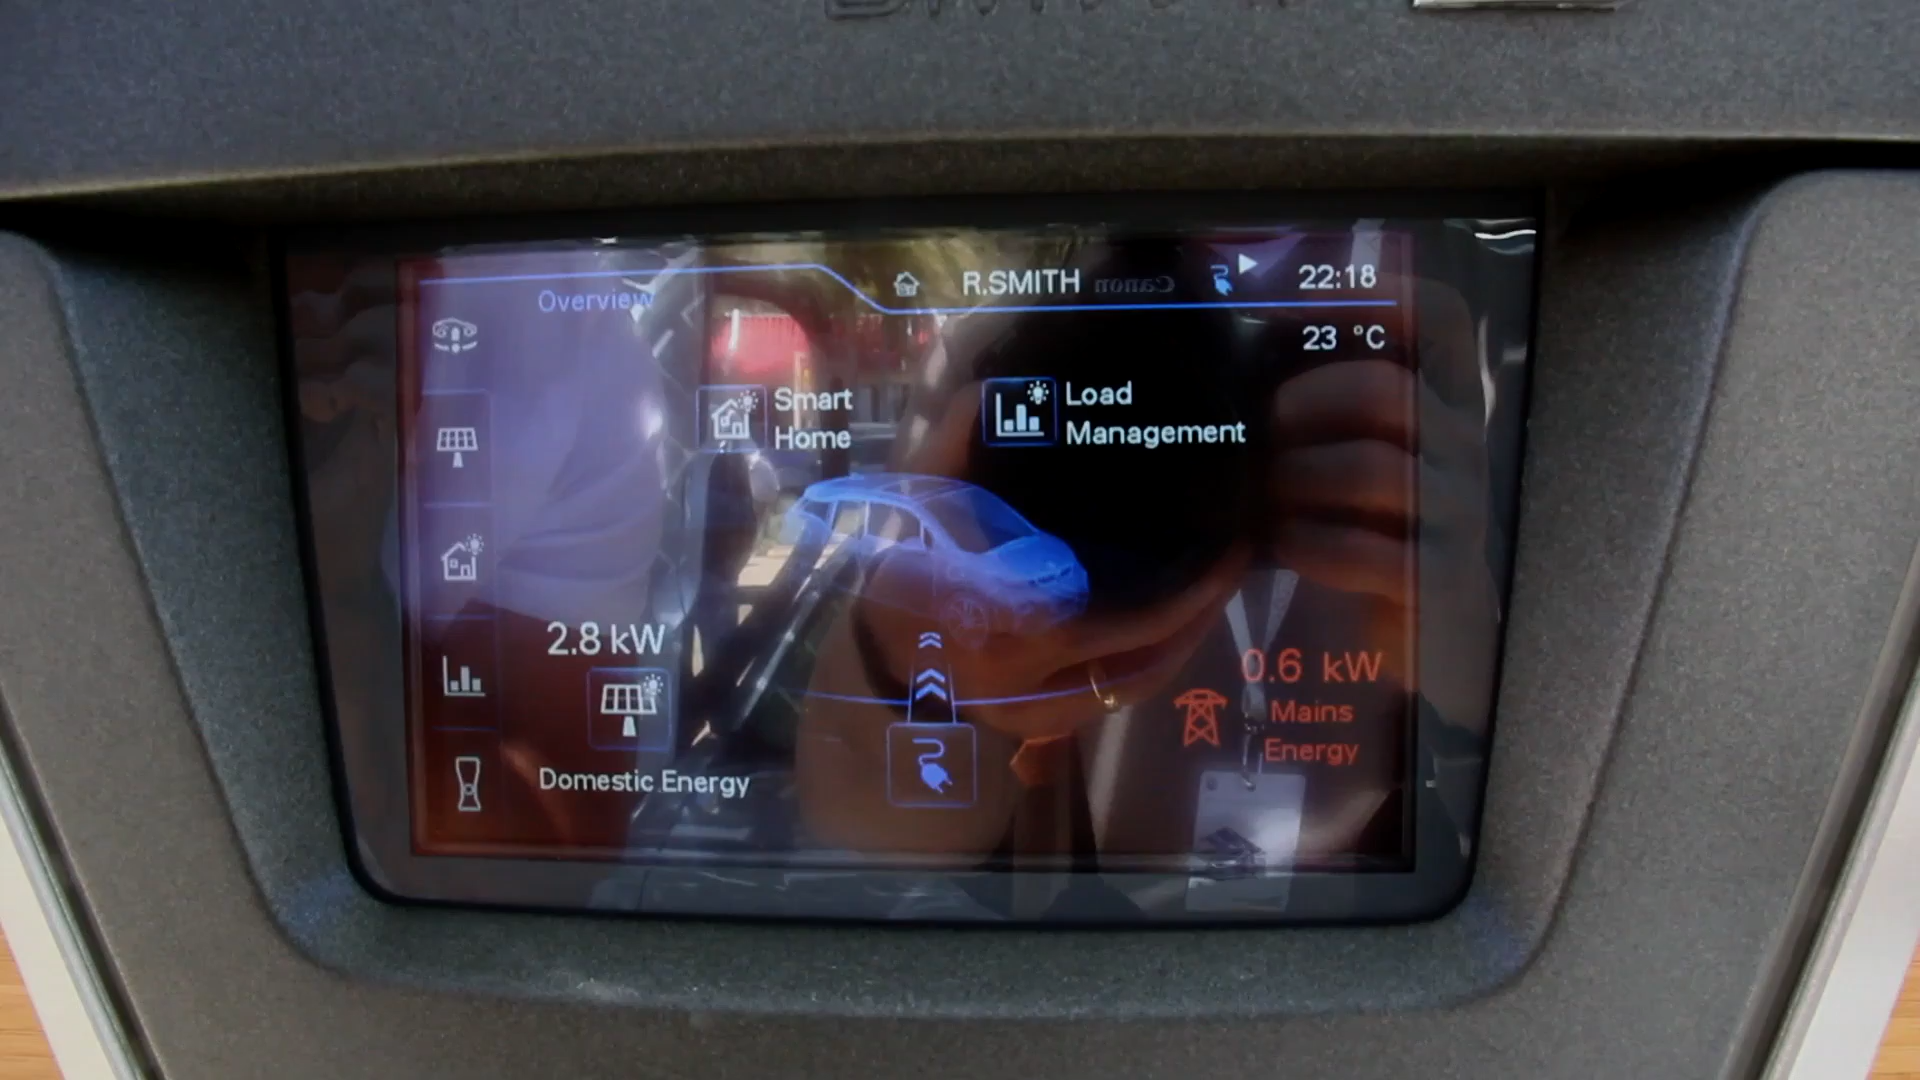 Overview
R.SMITH
Canon
22:18
23 °C
Smart
Home
Load
Management
2.8 kW
Domestic Energy
0.6 kW
Mains
Energy